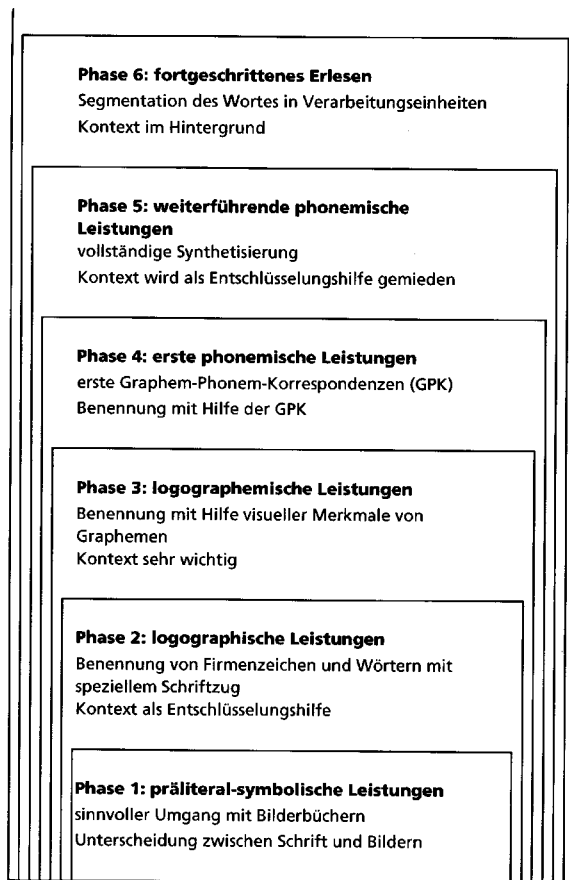 Phase 6: fortgeschrittenes Erlesen
Segmentation des Wortes in Verarbeitungseinheiten
Kontext im Hintergrund
Phase 5: weiterführende phonemische
Leistungen
vollständige Synthetisierung
Kontext wird als Entschlüsselungshilfe gemieden
Phase 4: erste phonemische Leistungen
erste Graphem-Phonem-Korrespondenzen (GPK)
Benennung mit Hilfe der GPK
Phase 3: logographemische Leistungen
Benennung mit Hilfe visueller Merkmale von
Graphemen
Kontext sehr wichtig
Phase 2: logographische Leistungen
Benennung von Firmenzeichen und Wörtern mit
speziellem Schriftzug
Kontext als Entschlüsselungshilfe
Phase 1: präliteral-symbolische Leistungen
sinnvoller Umgang mit Bilderbüchern
Unterscheidung zwischen Schrift und Bildern